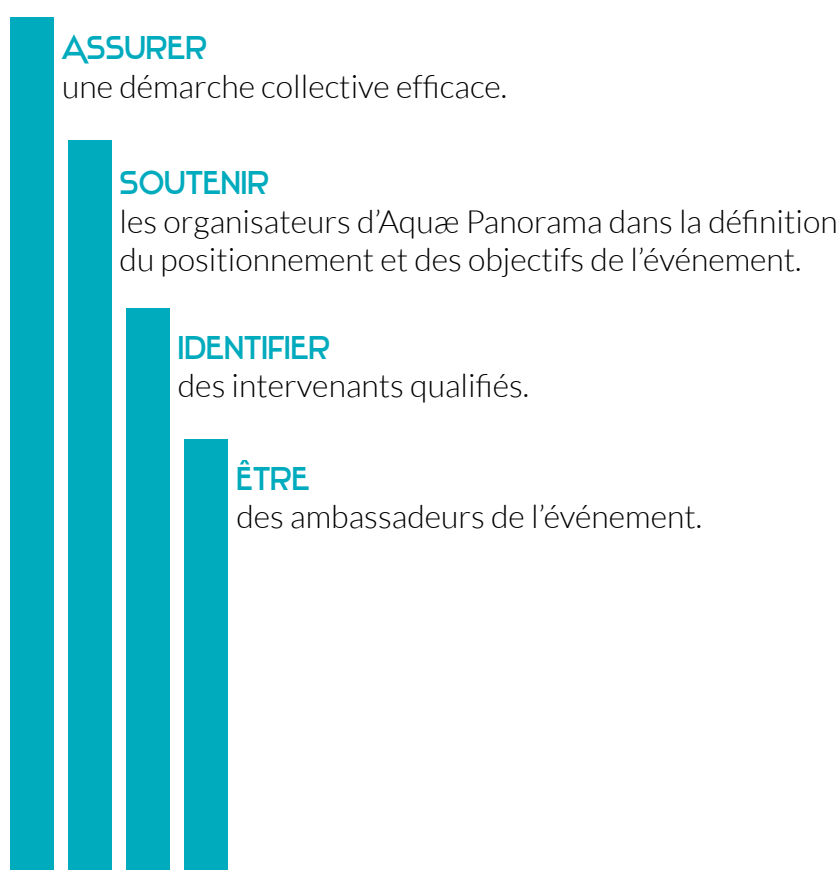 ASSURER
une démarche collective efficace.
SOUTENIR
les organisateurs d’Aquæ Panorama dans la définition
du positionnement et des objectifs de l’événement.
IDENTIFIER
des intervenants qualifiés.
ÊTRE
des ambassadeurs de l’événement.